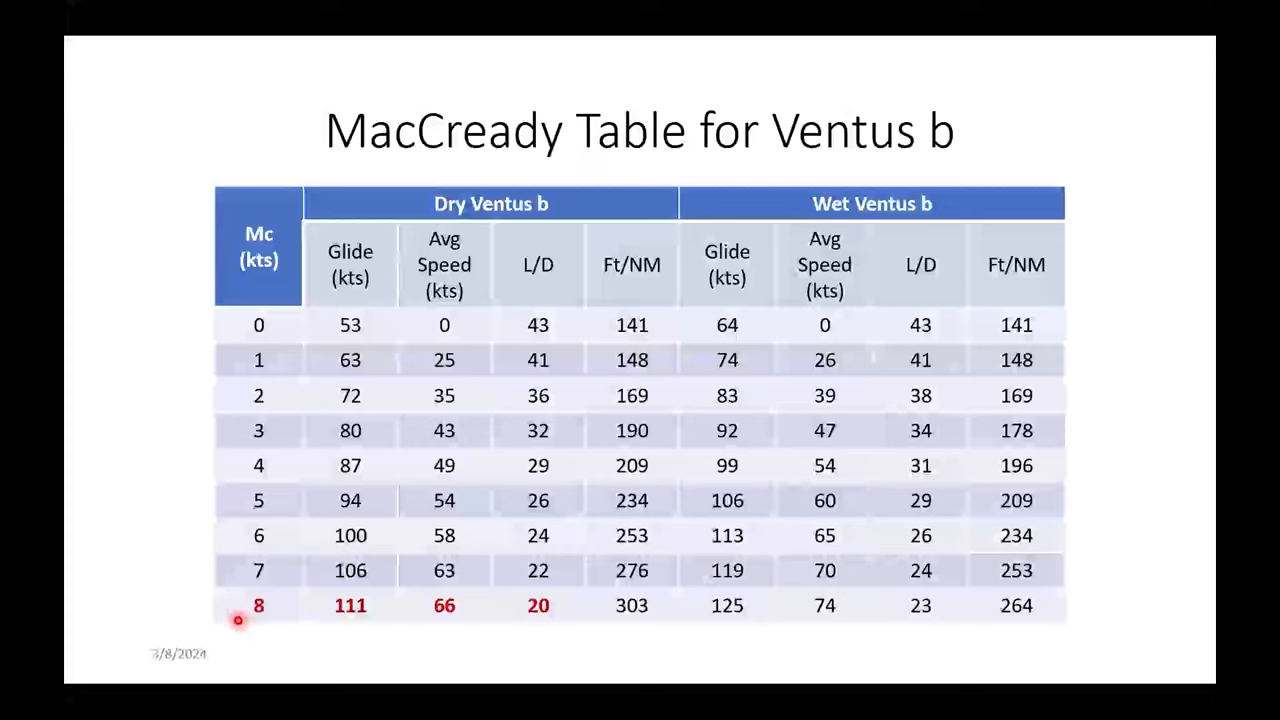 MacCready Table for Ventus b
Mc (kts) Dry Ventus b Wet Ventus b
Glide (kts) Avg Speed (kts) L/D Ft/NM Glide (kts) Avg Speed (kts) L/D Ft/NM
0 53 0 43 141 64 0 43 141
1 63 25 41 148 74 26 41 148
2 72 35 36 169 83 39 38 169
3 80 43 32 190 92 47 34 178
4 87 49 29 209 99 54 31 196
5 94 54 26 234 106 60 29 209
6 100 58 24 253 113 65 26 234
7 106 63 22 276 119 70 24 253
8 111 66 20 303 125 74 23 264
3/8/2024